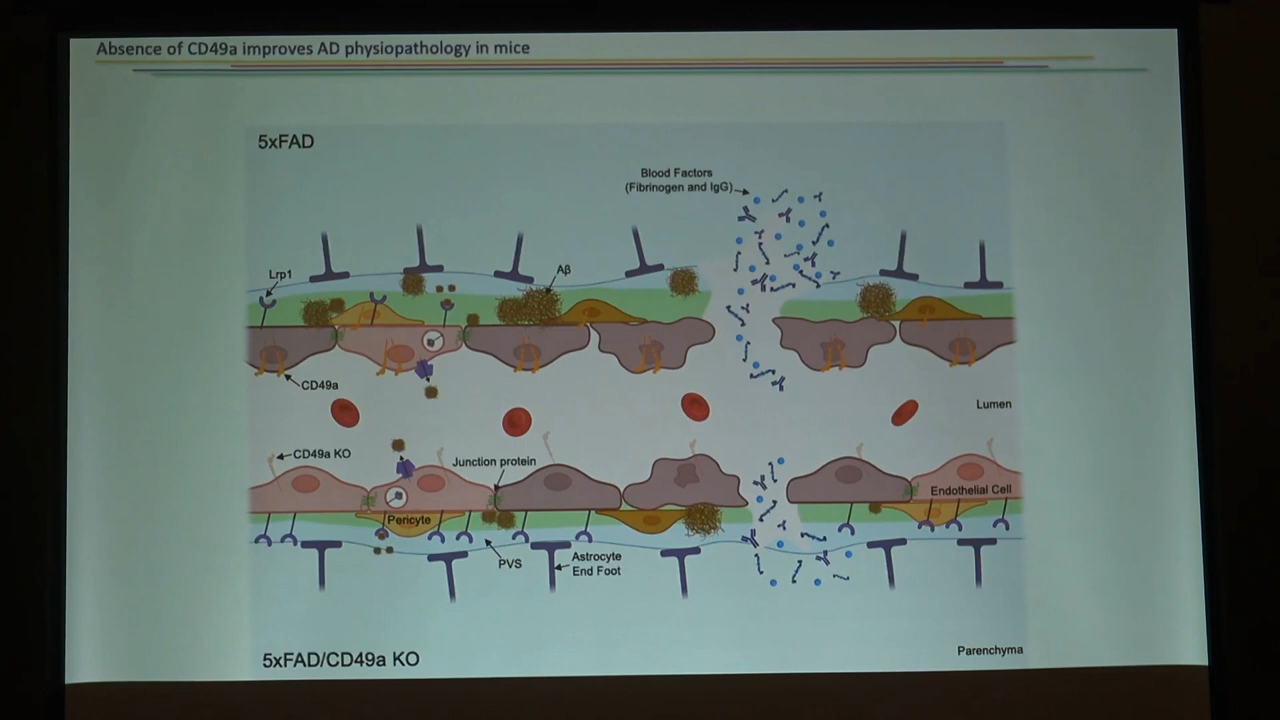 Absence of CD49a improves AD physiopathology in mice
5xFAD
Blood Factors
(Fibrinogen and IgG)
Lrp1
Aβ
CD49a
Lumen
CD49a KO
Junction protein
Endothelial Cell
Pericyte
PVS
Astrocyte
End Foot
Parenchyma
5xFAD/CD49a KO